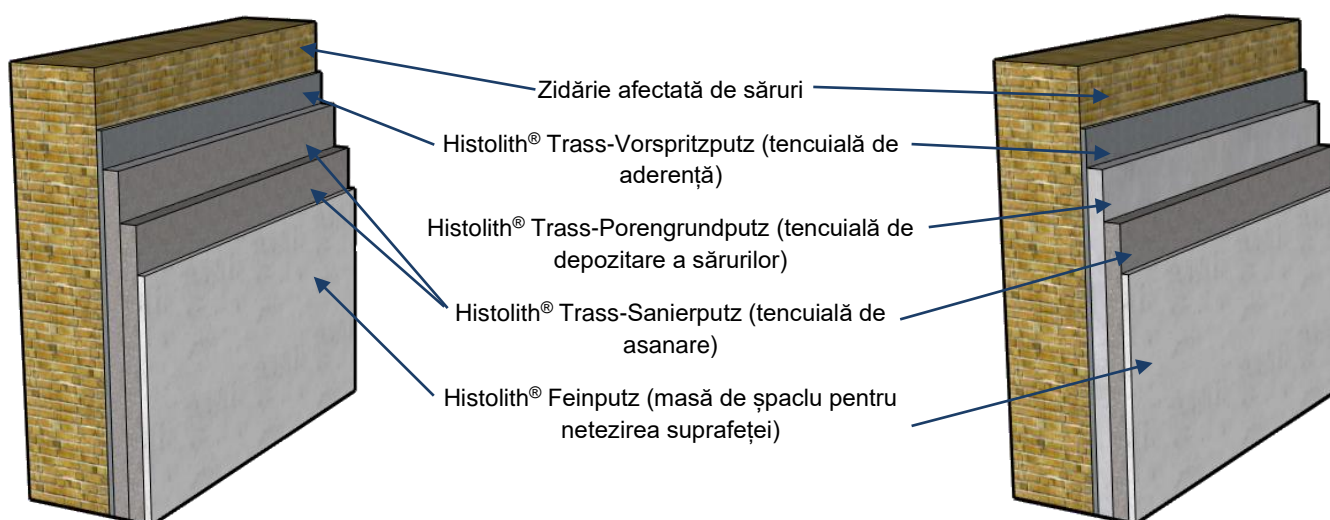 Zidărie afectată de săruri
Histolith® Trass-Vorspritzputz (tencuială de
aderență)
Histolith® Trass-Porengrundputz (tencuială de
depozitare a sărurilor)
Histolith® Trass-Sanierputz (tencuială de
asanare)
Histolith® Feinputz (masă de șpaclu pentru
netezirea suprafeței)